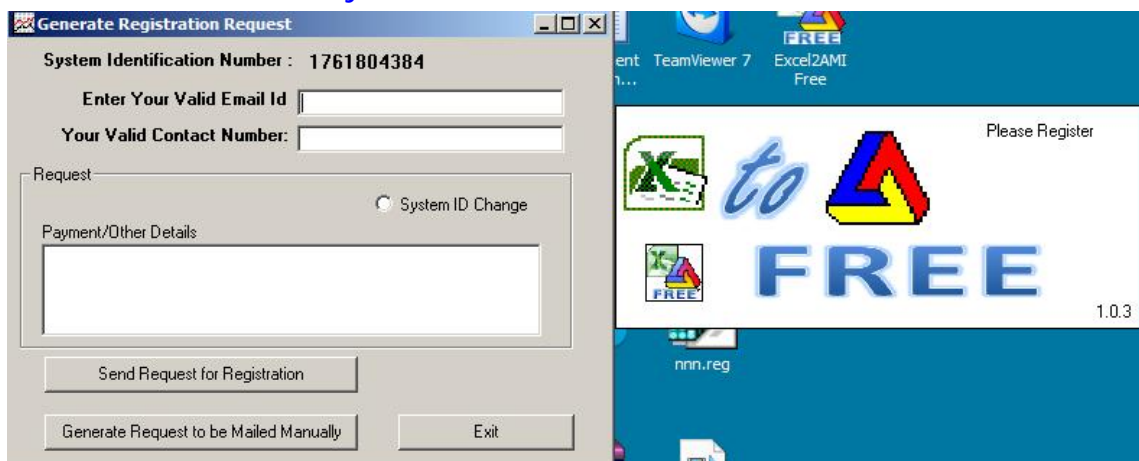 Generate Registration Request
System Identification Number : 1761804384
Enter Your Valid Email Id
Your Valid Contact Number:
Request
System ID Change
Payment/Other Details
Send Request for Registration
Generate Request to be Mailed Manually
Exit
ent
TeamViewer 7
FREE
Excel2AMI
Free
Please Register
to
FREE
FREE
1.0.3
nnn.reg